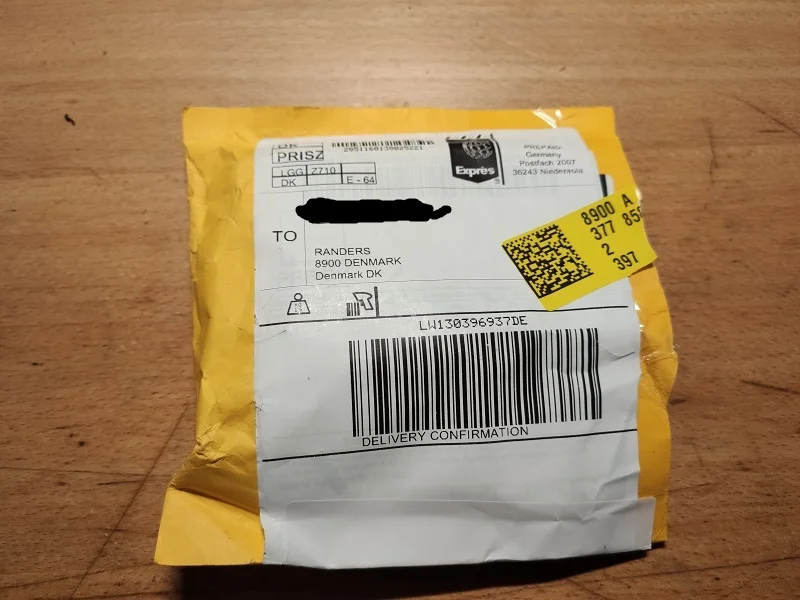 DK
PRISZ
LGG Z710
DK E - 64
Exprès
PREPAID
Germany
Postfach 2007
36243 Niederaula
8900 A
377
2
397
TO
RANDERS
8900 DENMARK
Denmark DK
LW130396937DE
DELIVERY CONFIRMATION